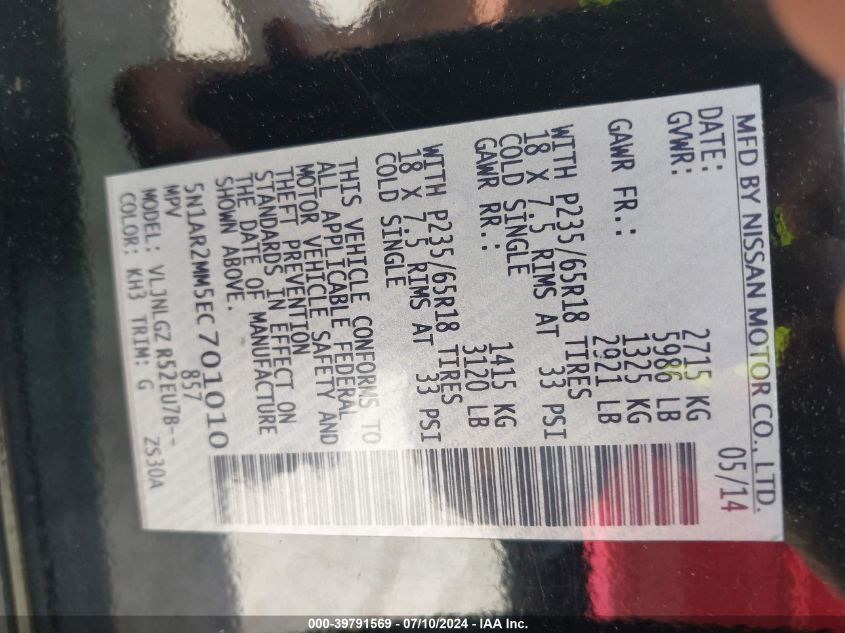 MFD BY NISSAN MOTOR CO., LTD.
DATE: 05/14
GVWR: 2715 KG
5986 LB
GAWR FR.: 1325 KG
2921 LB
WITH P235/65R18 TIRES
18 X 7.5 RIMS AT 33 PSI
COLD SINGLE
GAWR RR.: 1415 KG
3120 LB
WITH P235/65R18 TIRES
18 X 7.5 RIMS AT 33 PSI
COLD SINGLE
THIS VEHICLE CONFORMS TO
ALL APPLICABLE FEDERAL
MOTOR VEHICLE SAFETY AND
THEFT PREVENTION
STANDARDS IN EFFECT ON
THE DATE OF MANUFACTURE
SHOWN ABOVE.
5N1AR2MM5EC701010
MPV 857
MODEL: VLJNLGZ R52EU7B--
COLOR: KH3 TRIM: G 2S30A
000-39791569 - 07/10/2024 - IAA Inc.